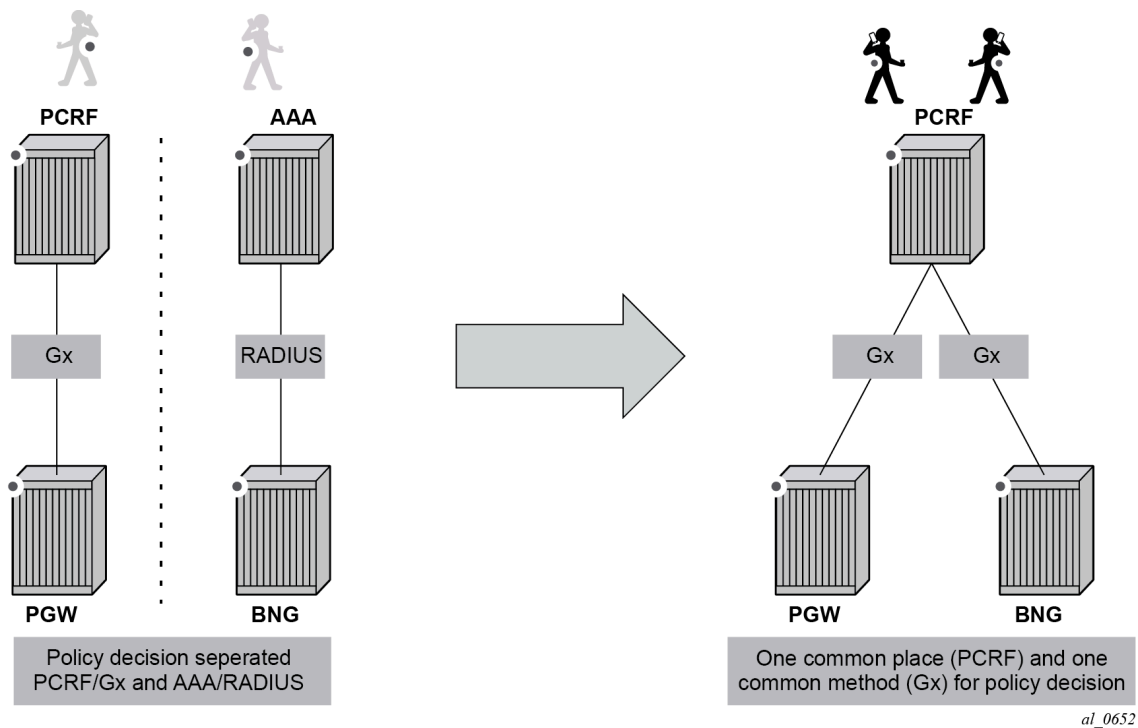 PCRF
AAA
Gx
RADIUS
PGW
BNG
Policy decision seperated
PCRF/Gx and AAA/RADIUS
PCRF
Gx
Gx
PGW
BNG
One common place (PCRF) and one
common method (Gx) for policy decision
al_0652